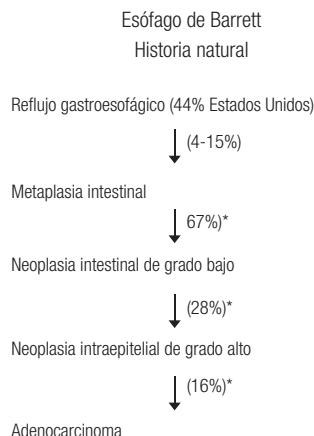 Esófago de Barrett
Historia natural
Reflujo gastroesofágico (44% Estados Unidos)
(4-15%)
Metaplasia intestinal
67%)*
Neoplasia intestinal de grado bajo
(28%)*
Neoplasia intraepitelial de grado alto
(16%)*
Adenocarcinoma